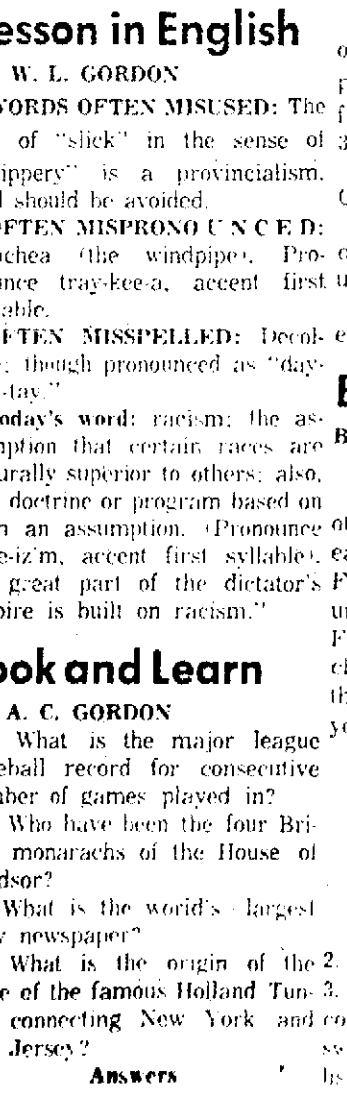 esson in English
W. L. GORDON
WORDS OFTEN MISUSED: The
of "slick" in the sense of
ippery" is a provincialism.
should be avoided.
OFTEN MISPRONOUNCED:
chea (the windpipe). Pro-
unce tray-kee-a, accent first
able.
FTEN MISSPELLED: Decol-
; though pronounced as "day-
-tay."
oday's word: racism; the as-
mption that certain races are
urally superior to others; also,
doctrine or program based on
h an assumption. (Pronounce
e-iz'm, accent first syllable).
great part of the dictator's
pire is built on racism."
ook and Learn
A. C. GORDON
What is the major league
eball record for consecutive
mber of games played in?
Who have been the four Bri-
monarachs of the House of
dsor?
What is the world's largest
y newspaper?
What is the origin of the
e of the famous Holland Tun-
connecting New York and
Jersey?
Answers
2.
3.